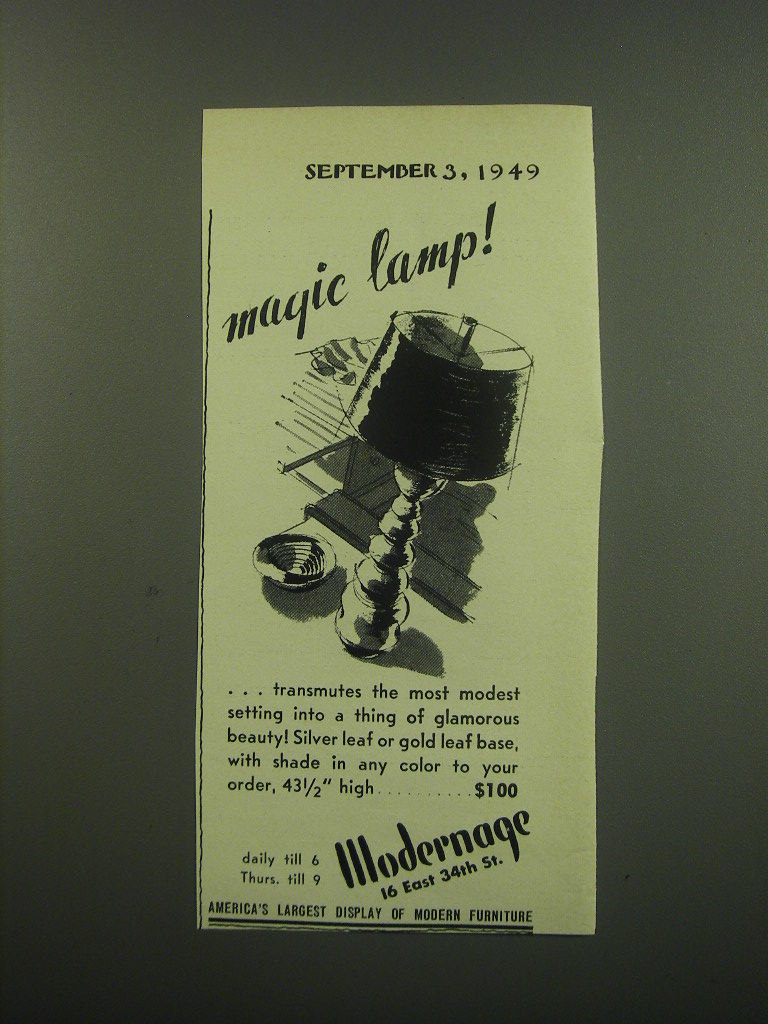 SEPTEMBER 3, 1949
magic lamp!
. . . transmutes the most modest
setting into a thing of glamorous
beauty! Silver leaf or gold leaf base,
with shade in any color to your
order, 43½" high . . . . . . . . . . $100
daily till 6
Thurs. till 9
Modernage
16 East 34th St.
AMERICA'S LARGEST DISPLAY OF MODERN FURNITURE